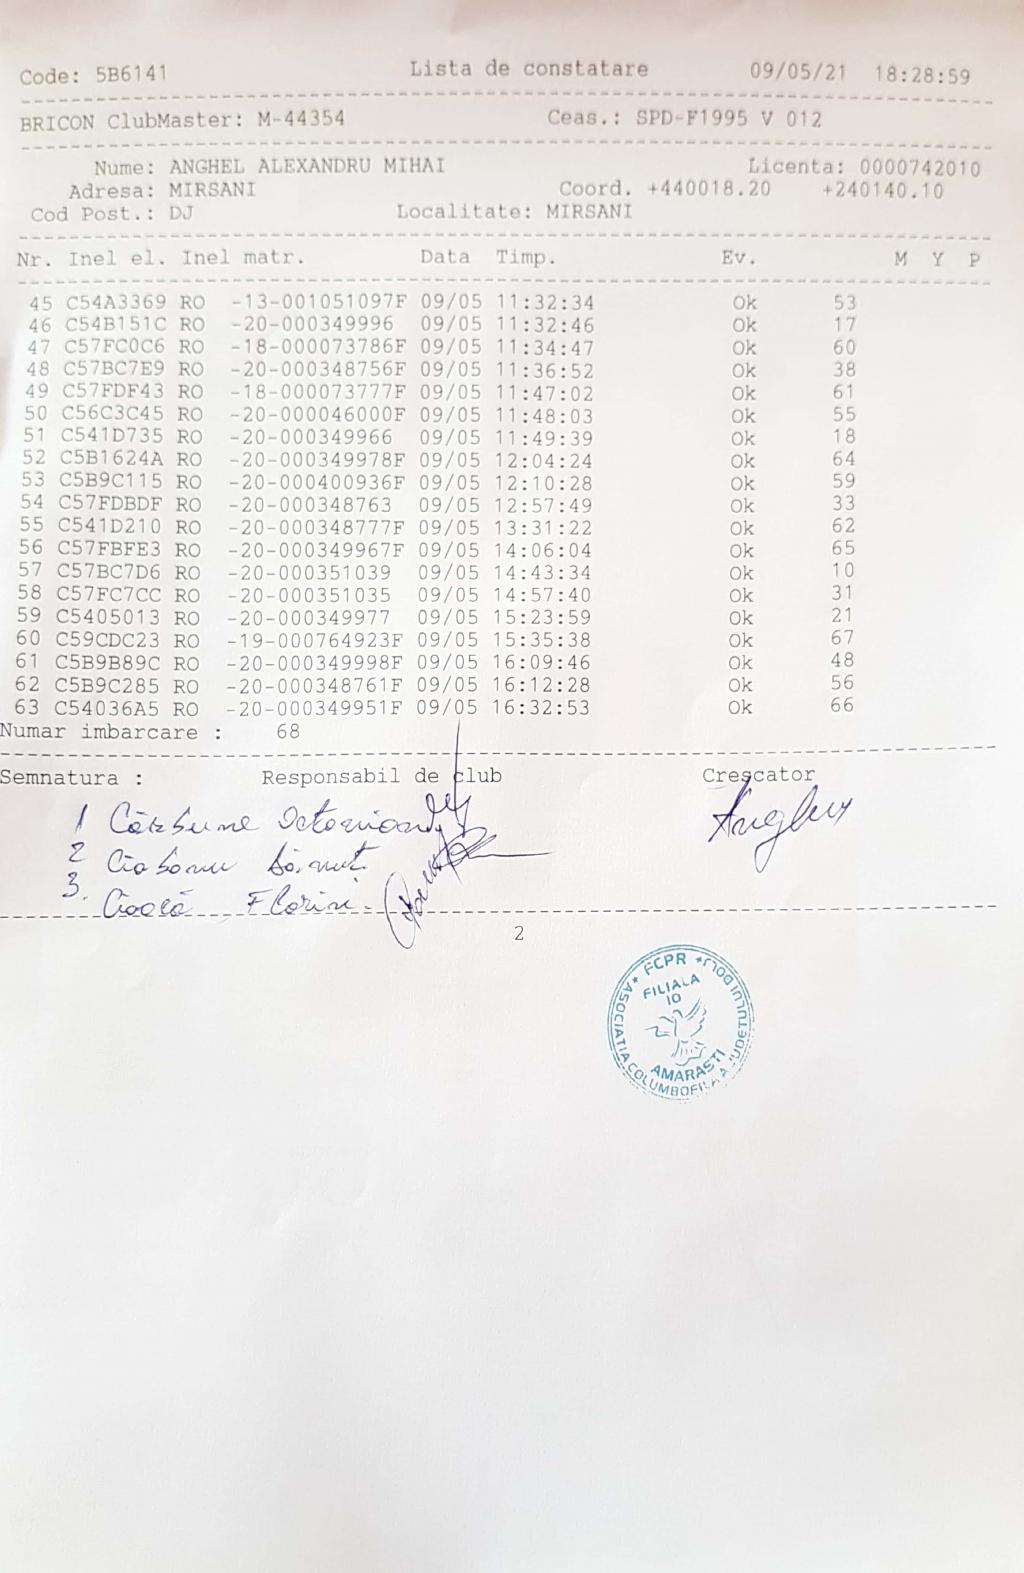 Code: 5B6141 Lista de constatare 09/05/21 18:28:59
BRICON ClubMaster: M-44354 Ceas.: SPD-F1995 V 012
Nume: ANGHEL ALEXANDRU MIHAI Licenta: 0000742010
Adresa: MIRSANI Coord. +440018.20 +240140.10
Cod Post.: DJ Localitate: MIRSANI
Nr. Inel el. Inel matr. Data Timp. Ev. M Y P
45 C54A3369 RO -13-001051097F 09/05 11:32:34 Ok 53
46 C54B151C RO -20-000349996 09/05 11:32:46 Ok 17
47 C57FC0C6 RO -18-000073786F 09/05 11:34:47 Ok 60
48 C57BC7E9 RO -20-000348756F 09/05 11:36:52 Ok 38
49 C57FDF43 RO -18-000073777F 09/05 11:47:02 Ok 61
50 C56C3C45 RO -20-000046000F 09/05 11:48:03 Ok 55
51 C541D735 RO -20-000349966 09/05 11:49:39 Ok 18
52 C5B1624A RO -20-000349978F 09/05 12:04:24 Ok 64
53 C5B9C115 RO -20-000400936F 09/05 12:10:28 Ok 59
54 C57FDBDF RO -20-000348763 09/05 12:57:49 Ok 33
55 C541D210 RO -20-000348777F 09/05 13:31:22 Ok 62
56 C57FBFE3 RO -20-000349967F 09/05 14:06:04 Ok 65
57 C57BC7D6 RO -20-000351039 09/05 14:43:34 Ok 10
58 C57FC7CC RO -20-000351035 09/05 14:57:40 Ok 31
59 C5405013 RO -20-000349977 09/05 15:23:59 Ok 21
60 C59CDC23 RO -19-000764923F 09/05 15:35:38 Ok 67
61 C5B9B89C RO -20-000349998F 09/05 16:09:46 Ok 48
62 C5B9C285 RO -20-000348761F 09/05 16:12:28 Ok 56
63 C54036A5 RO -20-000349951F 09/05 16:32:53 Ok 66
Numar imbarcare : 68
Semnatura : Responsabil de club Crescator
1
2
3. Florin
2
FCPR
FILIALA
10
AMARASTI
ASOCIATIA COLUMBOFILA A JUDETULUI DOLJ